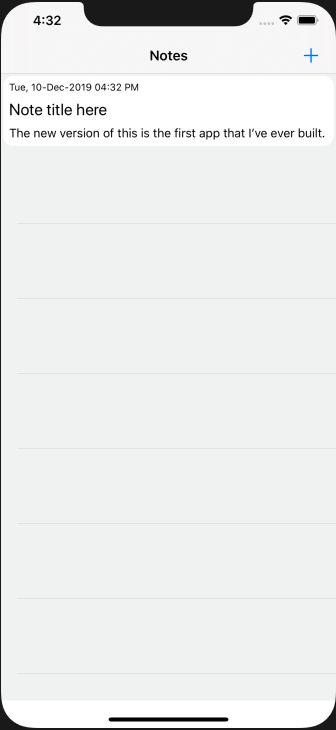 4:32
Notes
Tue, 10-Dec-2019 04:32 PM
Note title here
The new version of this is the first app that I've ever built.